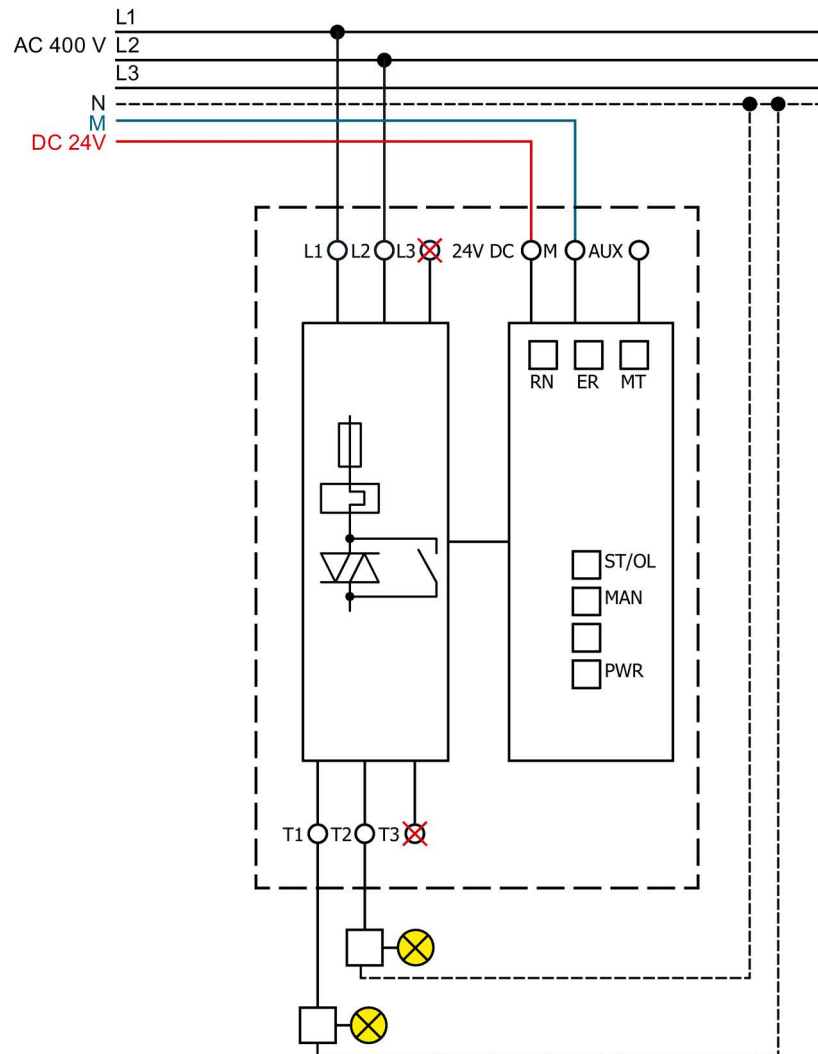 L1
AC 400 V L2
L3
N
M
DC 24V
L1 L2 L3 24V DC M AUX
RN ER MT
ST/OL
MAN
PWR
T1 T2 T3